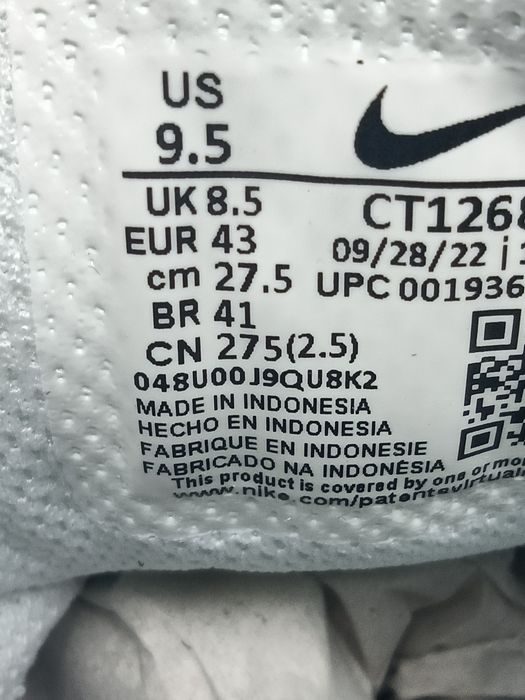 US
9.5
UK 8.5
EUR 43
cm 27.5
BR 41
CN 275(2.5)
CT1268
09/28/22
UPC 001936
048U00J9QU8K2
MADE IN INDONESIA
HECHO EN INDONESIA
FABRIQUE EN INDONESIE
FABRICADO NA INDONÉSIA
This product is covered by one or mo
www.nike.com/patents